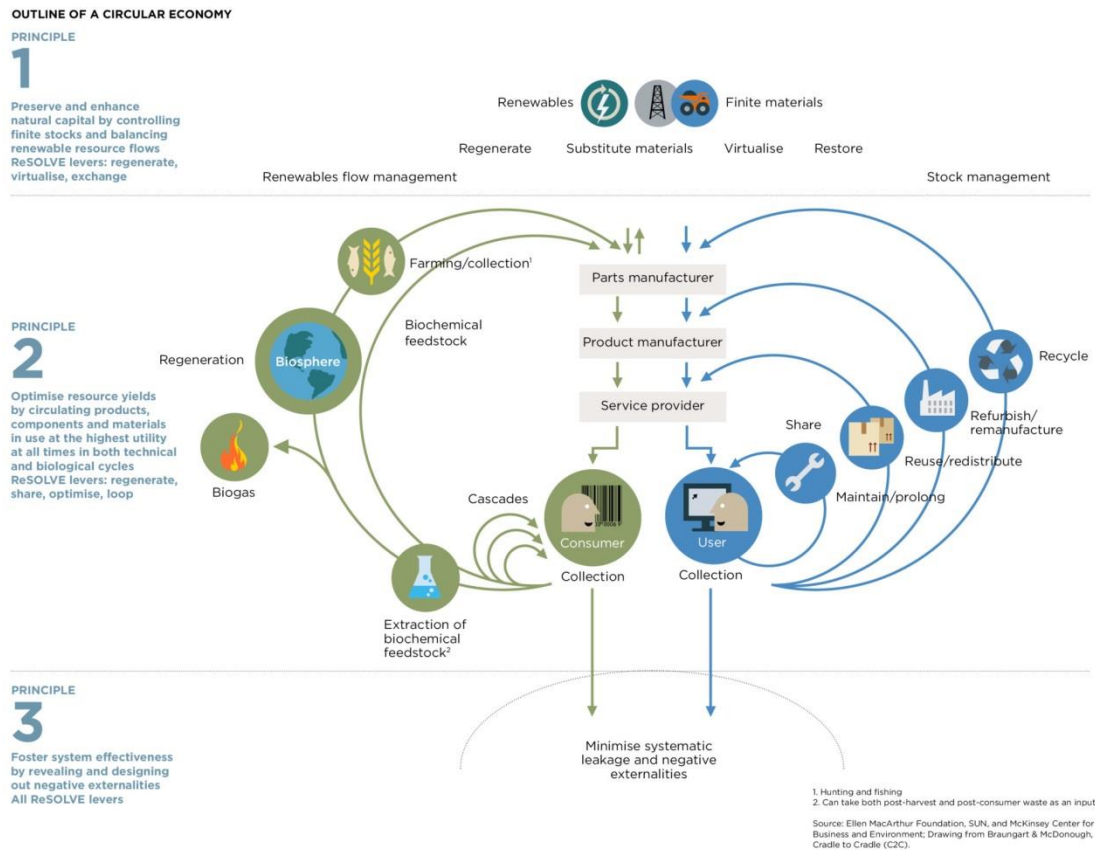 OUTLINE OF A CIRCULAR ECONOMY
PRINCIPLE
1
Preserve and enhance
natural capital by controlling
finite stocks and balancing
renewable resource flows
ReSOLVE levers: regenerate,
virtualise, exchange
Renewables
Finite materials
Regenerate
Substitute materials
Virtualise
Restore
Renewables flow management
Stock management
PRINCIPLE
2
Optimise resource yields
by circulating products,
components and materials
in use at the highest utility
at all times in both technical
and biological cycles
ReSOLVE levers: regenerate,
share, optimise, loop
Farming/collection¹
Biochemical
feedstock
Regeneration
Biosphere
Biogas
Cascades
Extraction of
biochemical
feedstock²
Parts manufacturer
Product manufacturer
Service provider
Consumer
Collection
User
Collection
Share
Maintain/prolong
Reuse/redistribute
Refurbish/
remanufacture
Recycle
PRINCIPLE
3
Foster system effectiveness
by revealing and designing
out negative externalities
All ReSOLVE levers
Minimise systematic
leakage and negative
externalities
1. Hunting and fishing
2. Can take both post-harvest and post-consumer waste as an input
Source: Ellen MacArthur Foundation, SUN, and McKinsey Center for
Business and Environment; Drawing from Braungart & McDonough,
Cradle to Cradle (C2C).